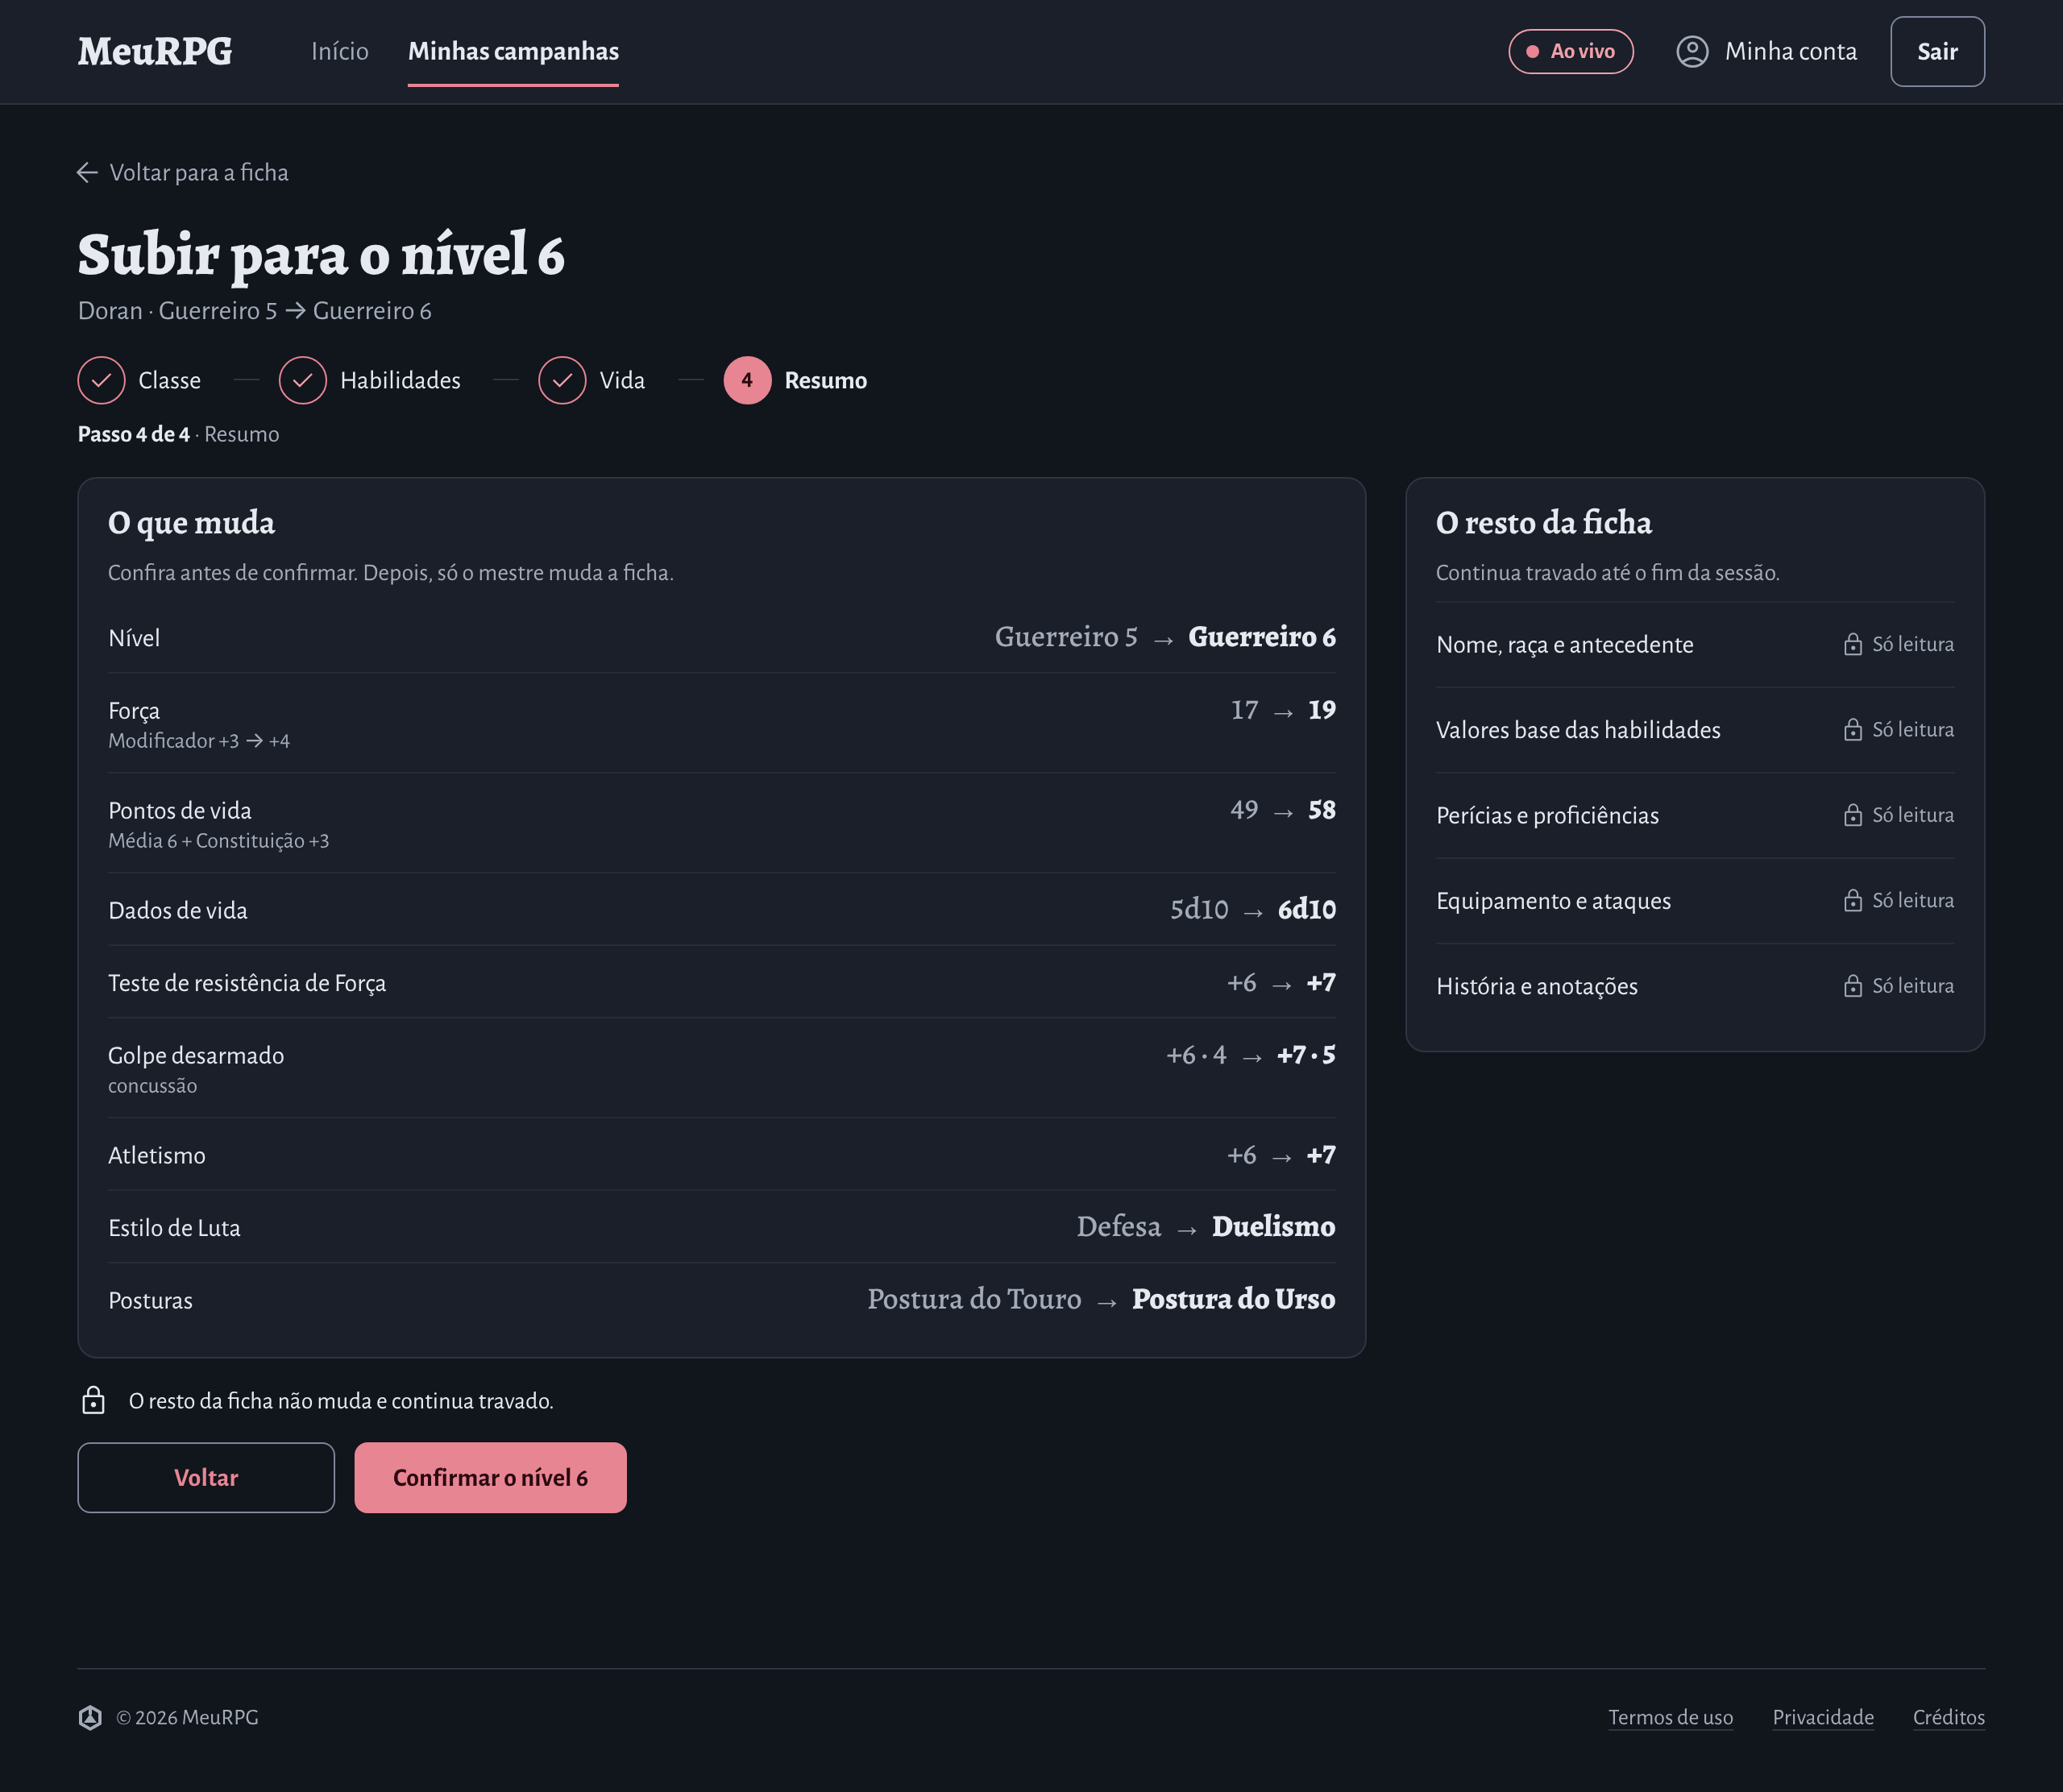 MeuRPG
Início
Minhas campanhas
Ao vivo
Minha conta
Sair
← Voltar para a ficha
Subir para o nível 6
Doran · Guerreiro 5 → Guerreiro 6
Classe
Habilidades
Vida
4 Resumo
Passo 4 de 4 · Resumo
O que muda
Confira antes de confirmar. Depois, só o mestre muda a ficha.
Nível
Guerreiro 5 → Guerreiro 6
Força
17 → 19
Modificador +3 → +4
Pontos de vida
49 → 58
Média 6 + Constituição +3
Dados de vida
5d10 → 6d10
Teste de resistência de Força
+6 → +7
Golpe desarmado
+6 · 4 → +7 · 5
concussão
Atletismo
+6 → +7
Estilo de Luta
Defesa → Duelismo
Posturas
Postura do Touro → Postura do Urso
O resto da ficha
Continua travado até o fim da sessão.
Nome, raça e antecedente
Só leitura
Valores base das habilidades
Só leitura
Perícias e proficiências
Só leitura
Equipamento e ataques
Só leitura
História e anotações
Só leitura
O resto da ficha não muda e continua travado.
Voltar
Confirmar o nível 6
© 2026 MeuRPG
Termos de uso
Privacidade
Créditos